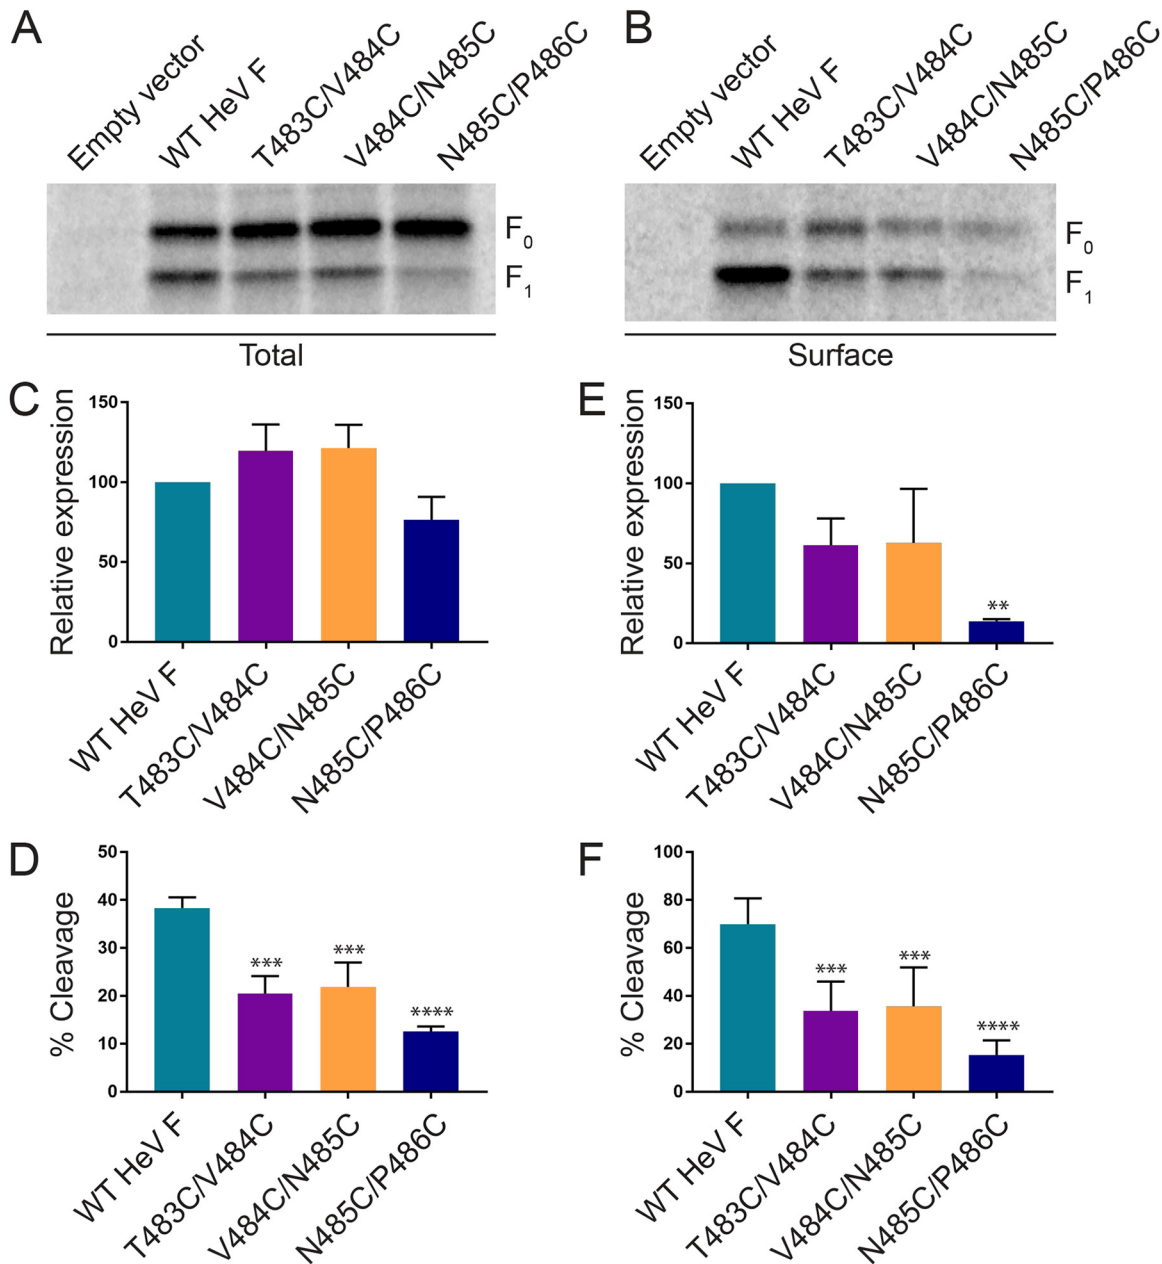 A
Empty vector
WT HeV F
T483C/V484C
V484C/N485C
N485C/P486C
F0
F1
Total
B
Empty vector
WT HeV F
T483C/V484C
V484C/N485C
N485C/P486C
F0
F1
Surface
C
Relative expression
150
100
50
0
WT HeV F
T483C/V484C
V484C/N485C
N485C/P486C
E
Relative expression
150
100
50
0
**
WT HeV F
T483C/V484C
V484C/N485C
N485C/P486C
D
% Cleavage
50
40
30
20
10
0
***
***
****
WT HeV F
T483C/V484C
V484C/N485C
N485C/P486C
F
% Cleavage
100
80
60
40
20
0
***
***
****
WT HeV F
T483C/V484C
V484C/N485C
N485C/P486C